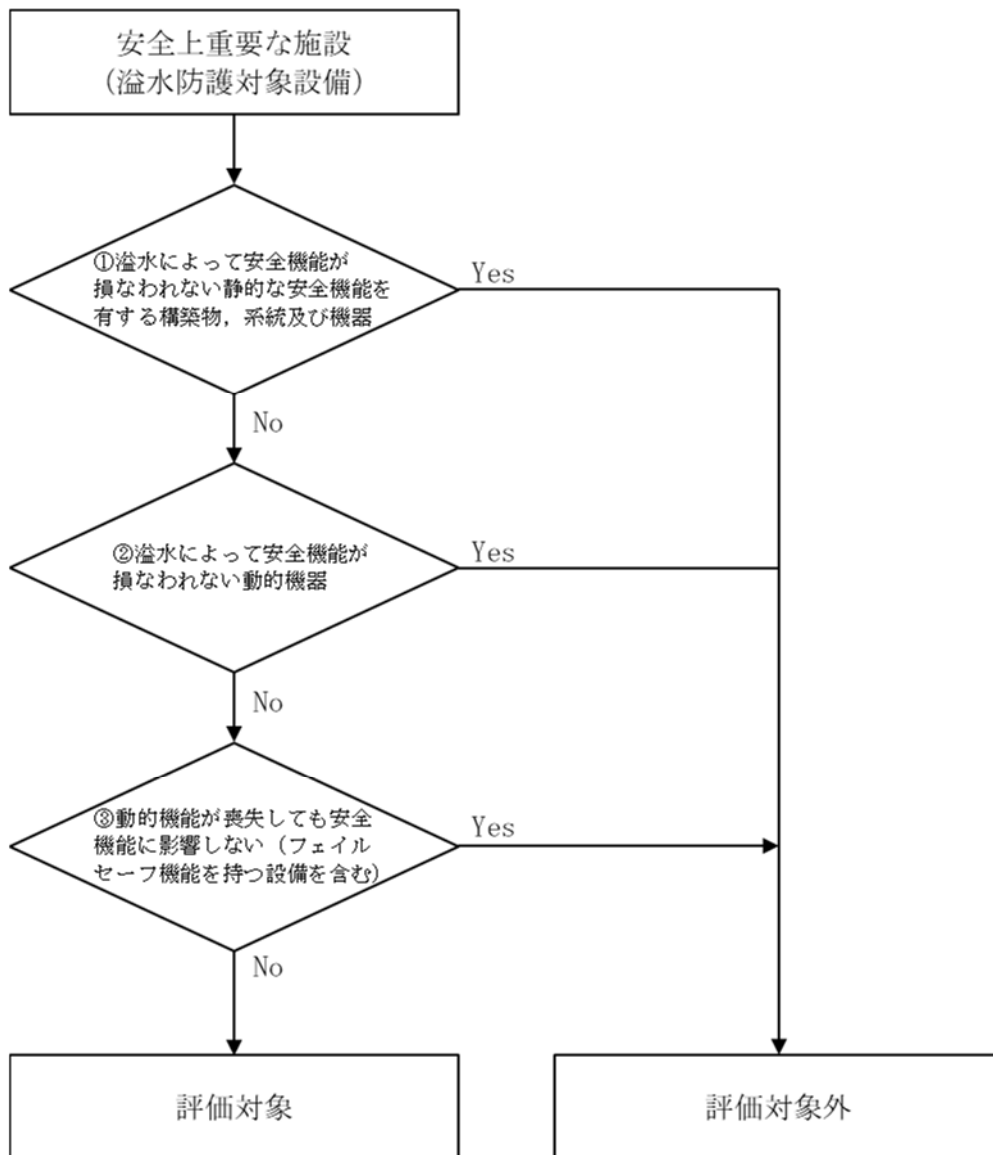 安全上重要な施設
（溢水防護対象設備）
①溢水によって安全機能が
損なわれない静的な安全機能を
有する構築物，系統及び機器
Yes
No
②溢水によって安全機能が
損なわれない動的機器
Yes
No
③動的機能が喪失しても安全
機能に影響しない（フェイル
セーフ機能を持つ設備を含む）
Yes
No
評価対象
評価対象外